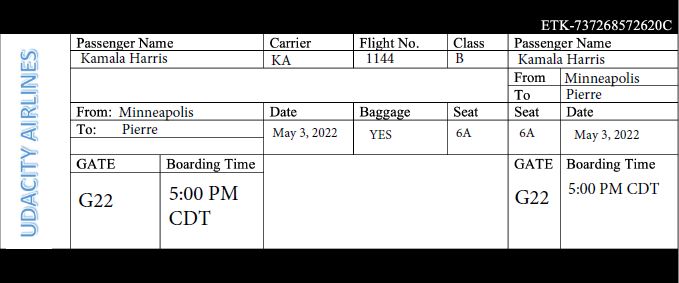 ETK-737268572620C
UDACITY AIRLINES
Passenger Name Carrier Flight No. Class Passenger Name
Kamala Harris KA 1144 B Kamala Harris
From Minneapolis
To Pierre
From: Minneapolis Date Baggage Seat Seat Date
To: Pierre May 3, 2022 YES 6A 6A May 3, 2022
GATE Boarding Time GATE Boarding Time
G22 5:00 PM CDT G22 5:00 PM CDT